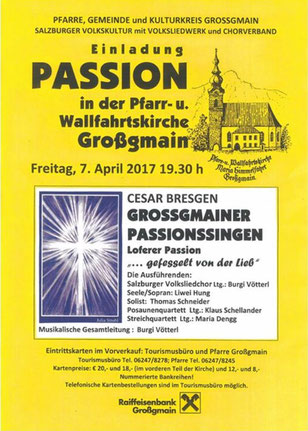 PFARRE, GEMEINDE und KULTURKREIS GROSSGMAIN
SALZBURGER VOLKSKULTUR mit VOLKSLIEDWERK und CHORVERBAND
Einladung
PASSION
in der Pfarr- u.
Wallfahrtskirche
Großgmain
Pfarr- u. Wallfahrtskirche
Maria Himmelfahrt
Großgmain.
Freitag, 7. April 2017 19.30 h
CESAR BRESGEN
GROSSGMAINER
PASSIONSSINGEN
Loferer Passion
„... gefesselt von der Lieb"
Die Ausführenden:
Salzburger Volksliedchor Ltg.: Burgi Vötterl
Seele/Sopran: Liwei Hung
Solist: Thomas Schneider
Posaunenquartett Ltg.: Klaus Schellander
Streichquartett Ltg.: Maria Dengg
Musikalische Gesamtleitung : Burgi Vötterl
Eintrittskarten im Vorverkauf: Tourismusbüro und Pfarre Großgmain
Tourismusbüro Tel. 06247/8278; Pfarre Tel. 06247/8245
Kartenpreise: € 20,- und 18,- (im vorderen Teil der Kirche) und 12,- und 8,-
Nummerierte Bankreihen!
Telefonische Kartenbestellungen sind im Tourismusbüro möglich.
Raiffeisenbank
Großgmain